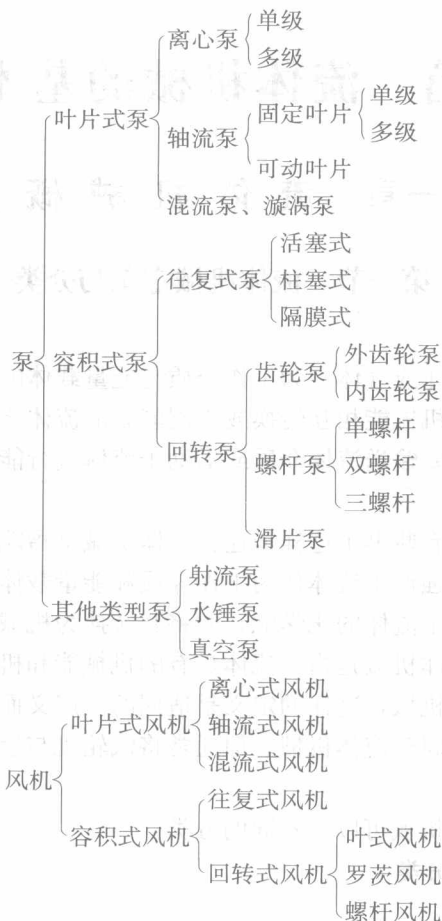 离心泵 单级
多级
叶片式泵
轴流泵 固定叶片 单级
多级
可动叶片
混流泵、漩涡泵
往复式泵 活塞式
柱塞式
隔膜式
泵 容积式泵
回转泵 齿轮泵 外齿轮泵
内齿轮泵
螺杆泵 单螺杆
双螺杆
三螺杆
滑片泵
其他类型泵 射流泵
水锤泵
真空泵
风机 叶片式风机 离心式风机
轴流式风机
混流式风机
容积式风机 往复式风机
回转式风机 叶式风机
罗茨风机
螺杆风机